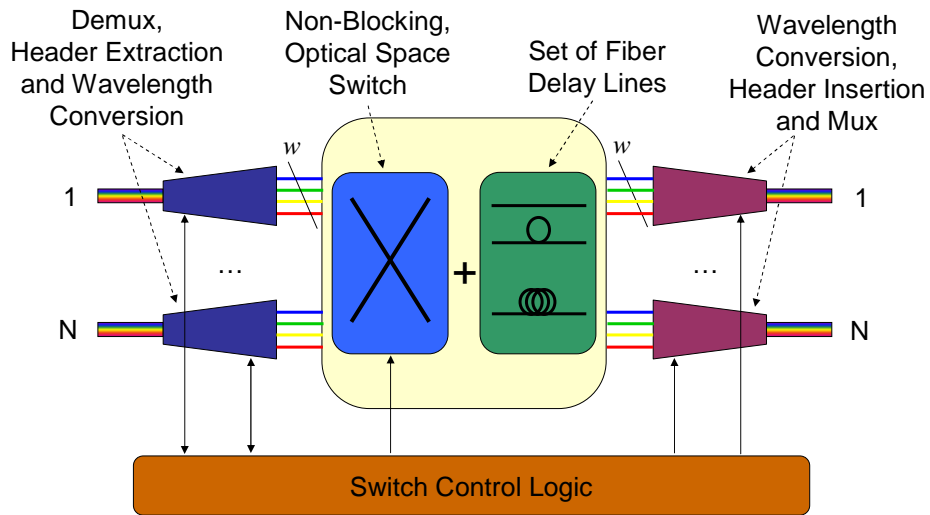 Demux,
Header Extraction
and Wavelength
Conversion
Non-Blocking,
Optical Space
Switch
Set of Fiber
Delay Lines
Wavelength
Conversion,
Header Insertion
and Mux
w
w
1
1
...
+
...
N
N
Switch Control Logic